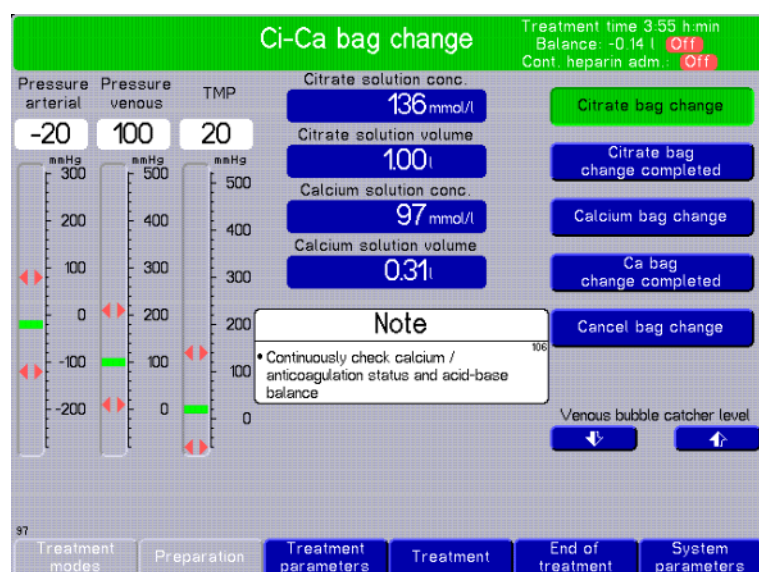 Ci-Ca bag change
Treatment time 3:55 h:min
Balance: -0.14 l Off
Cont. heparin adm.: Off
Pressure arterial
Pressure venous
TMP
-20
100
20
mmHg
300
200
100
0
-100
-200
mmHg
500
400
300
200
100
0
mmHg
500
400
300
200
100
0
Citrate solution conc.
136 mmol/l
Citrate solution volume
1.00 l
Calcium solution conc.
97 mmol/l
Calcium solution volume
0.31 l
Note
106
• Continuously check calcium /
anticoagulation status and acid-base
balance
Citrate bag change
Citrate bag
change completed
Calcium bag change
Ca bag
change completed
Cancel bag change
Venous bubble catcher level
97
Treatment
modes
Preparation
Treatment
parameters
Treatment
End of
treatment
System
parameters